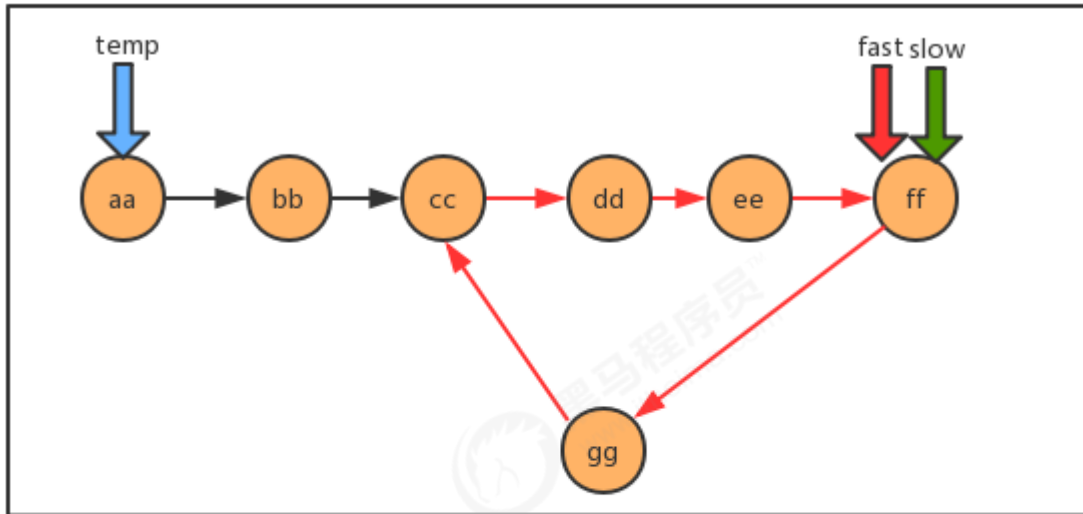 temp
fast slow
aa
bb
cc
dd
ee
ff
gg
黑马程序员